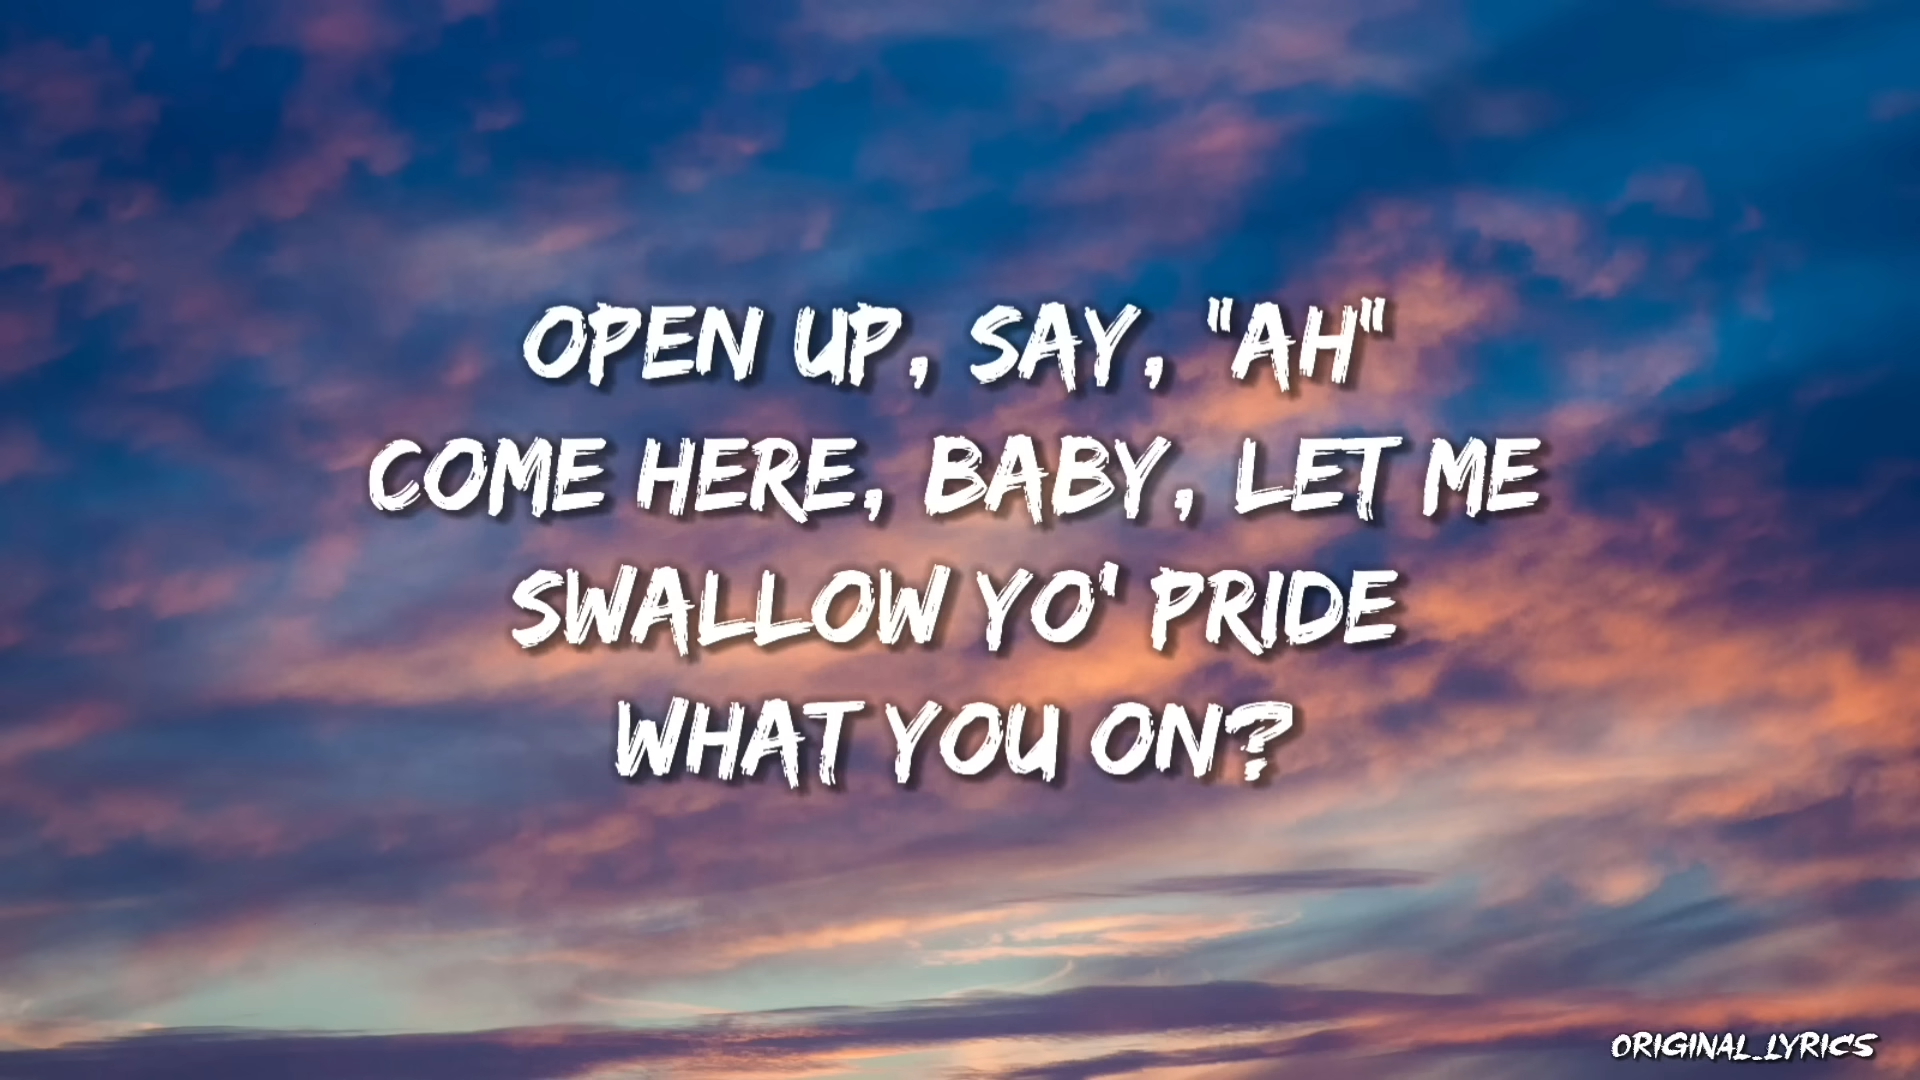 OPEN UP, SAY, "AH"
COME HERE, BABY, LET ME
SWALLOW YO' PRIDE
WHAT YOU ON?
ORIGINAL_LYRICS